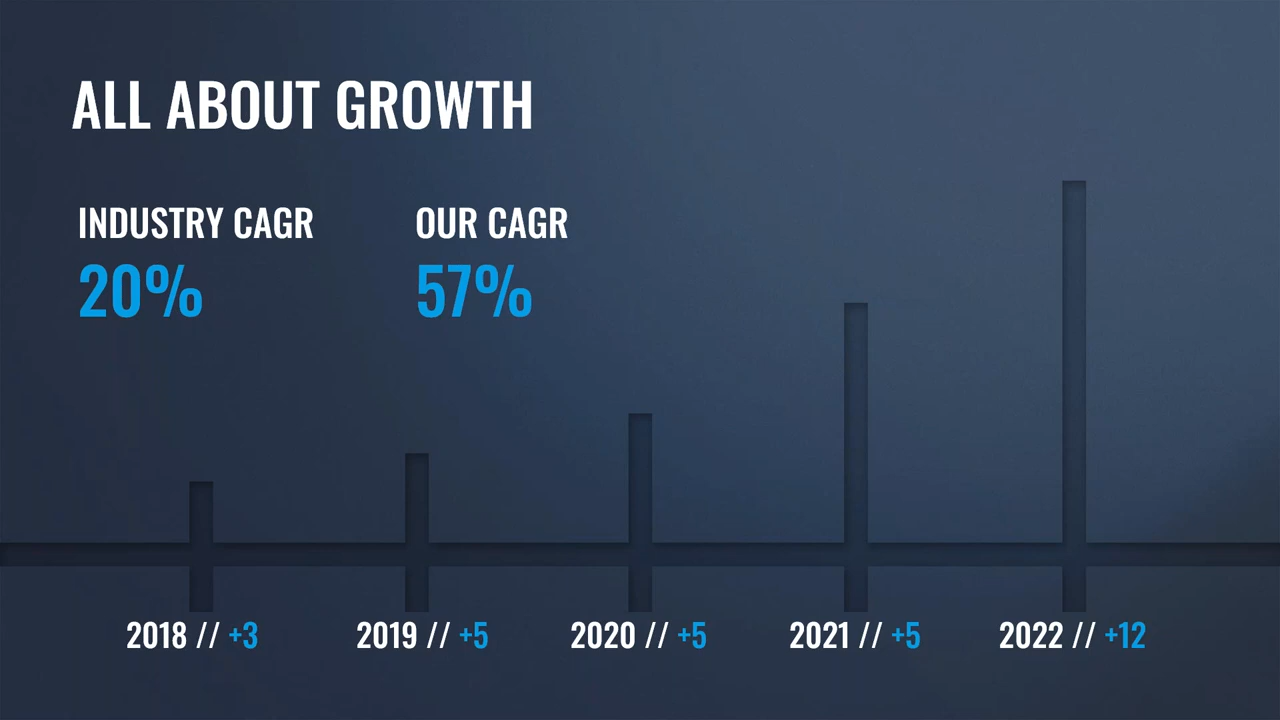 ALL ABOUT GROWTH
INDUSTRY CAGR
20%
OUR CAGR
57%
2018 // +3
2019 // +5
2020 // +5
2021 // +5
2022 // +12